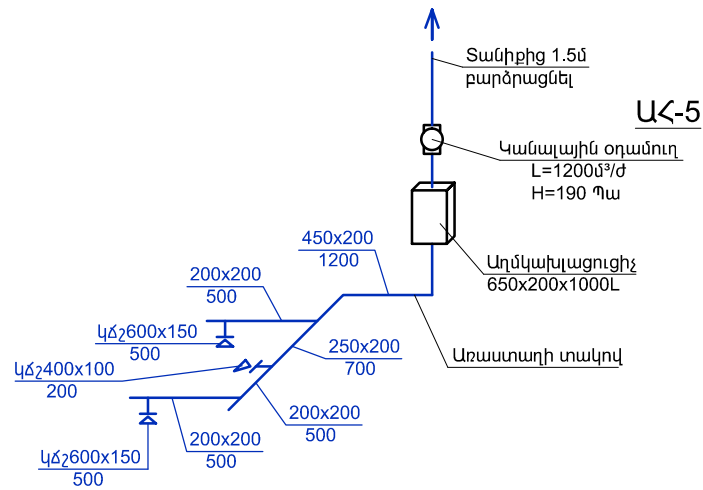 Տանիքից 1.5մ
բարձրացնել
ԱՀ-5
Կանալային օդամուղ
L=1200մ³/ժ
H=190 Պա
450x200
1200
Աղմկախլացուցիչ
650x200x1000L
200x200
500
կճշ600x150
500
250x200
700
Առաստաղի տակով
կճշ400x100
200
200x200
500
200x200
500
կճշ600x150
500